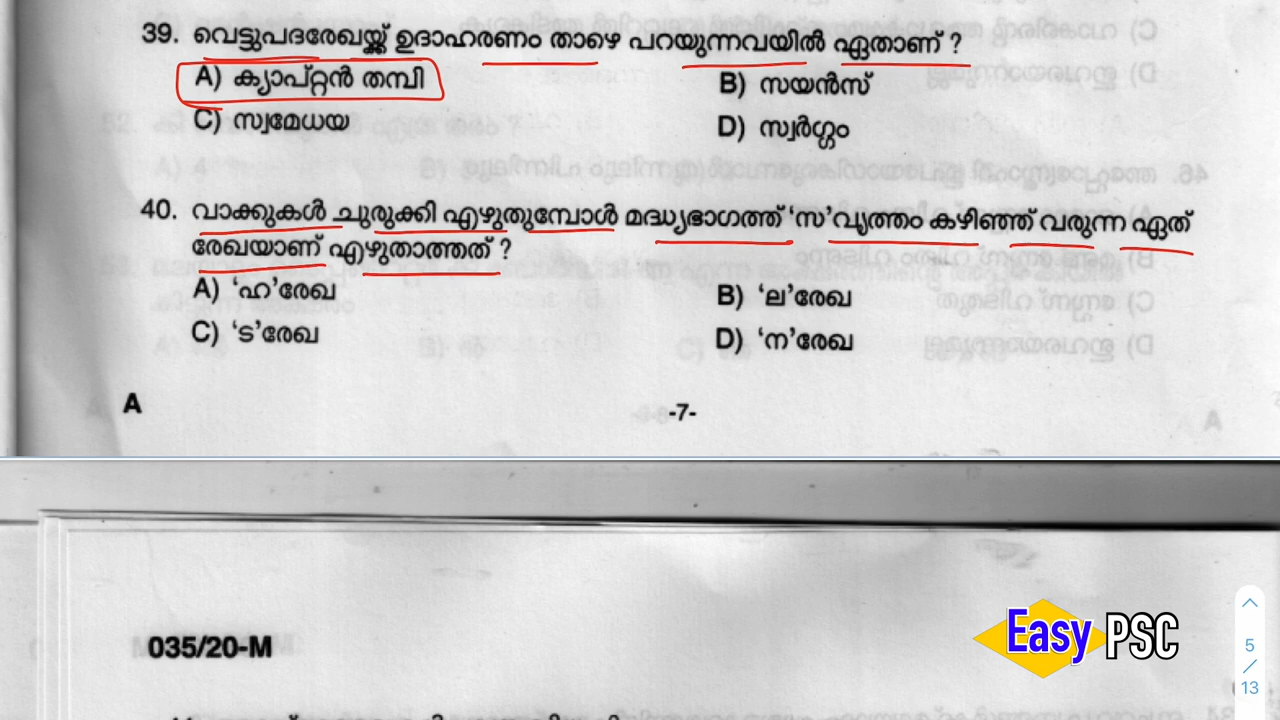 39. വെട്ടുപദരേഖയ്ക്ക് ഉദാഹരണം താഴെ പറയുന്നവയിൽ ഏതാണ് ?
A) ക്യാപ്റ്റൻ തമ്പി B) സയൻസ്
C) സ്വമേധയ D) സ്വർഗ്ഗം
40. വാക്കുകൾ ചുരുക്കി എഴുതുമ്പോൾ മദ്ധ്യഭാഗത്ത് 'സ'വൃത്തം കഴിഞ്ഞ് വരുന്ന ഏത്
രേഖയാണ് എഴുതാത്തത് ?
A) 'ഹ'രേഖ B) 'ല'രേഖ
C) 'ട'രേഖ D) 'ന'രേഖ
A -7-
035/20-M
Easy PSC
5
/
13